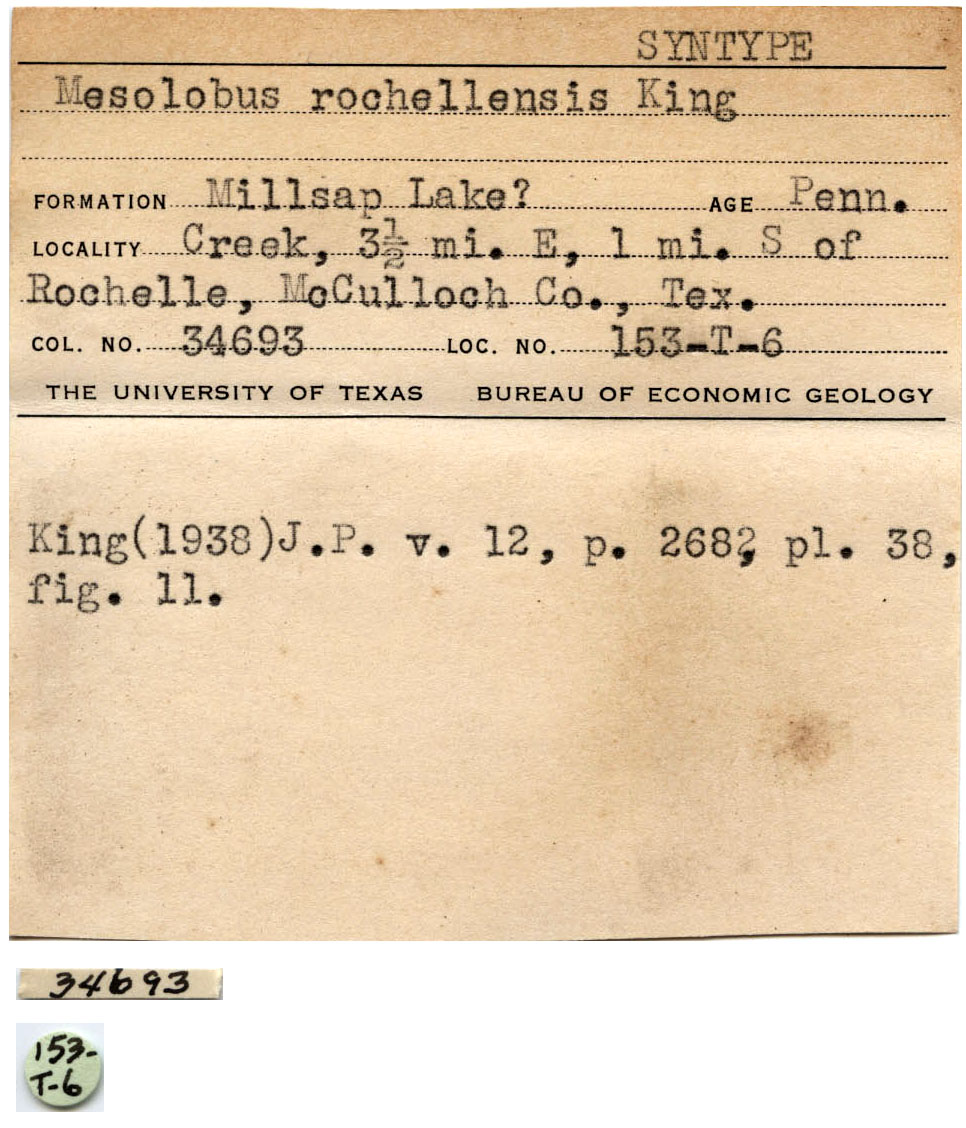 SYNTYPE
Mesolobus rochellensis King
FORMATION Millsap Lake? AGE Penn.
LOCALITY Creek, 3½ mi. E, 1 mi. S of
Rochelle, McCulloch Co., Tex.
COL. NO. 34693 LOC. NO. 153-T-6
THE UNIVERSITY OF TEXAS BUREAU OF ECONOMIC GEOLOGY
King(1938)J.P. v. 12, p. 268?, pl. 38,
fig. 11.
34693
153-
T-6